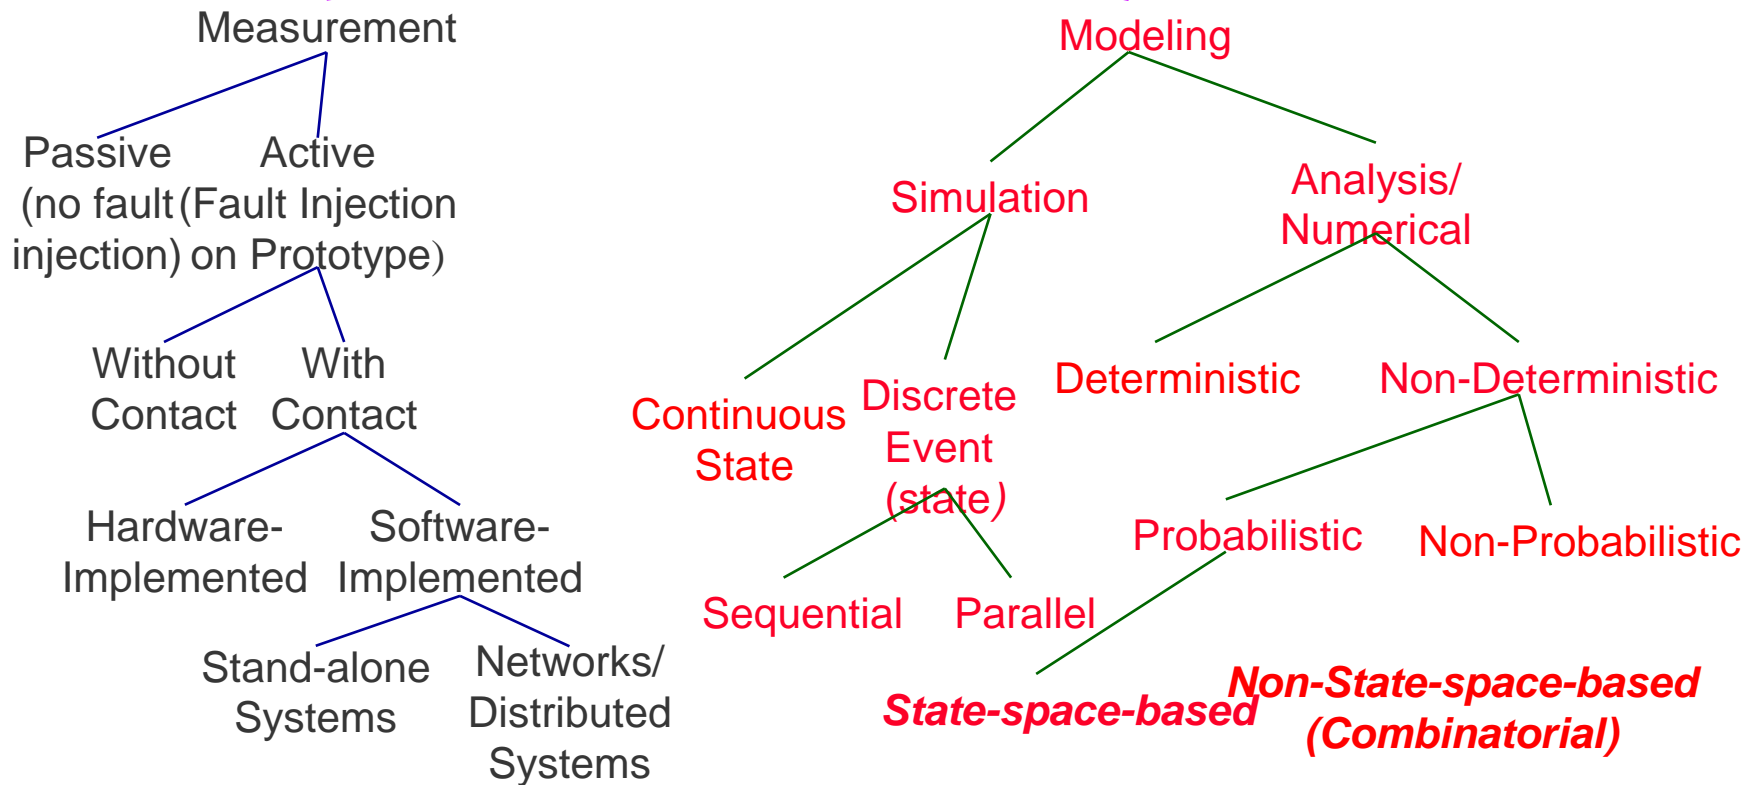 Measurement
Passive
(no fault
injection)
Active
(Fault Injection
on Prototype)
Without
Contact
With
Contact
Hardware-
Implemented
Software-
Implemented
Stand-alone
Systems
Networks/
Distributed
Systems
Modeling
Simulation
Analysis/
Numerical
Continuous
State
Discrete
Event
(state)
Deterministic
Non-Deterministic
Sequential
Parallel
Probabilistic
Non-Probabilistic
State-space-based
Non-State-space-based
(Combinatorial)